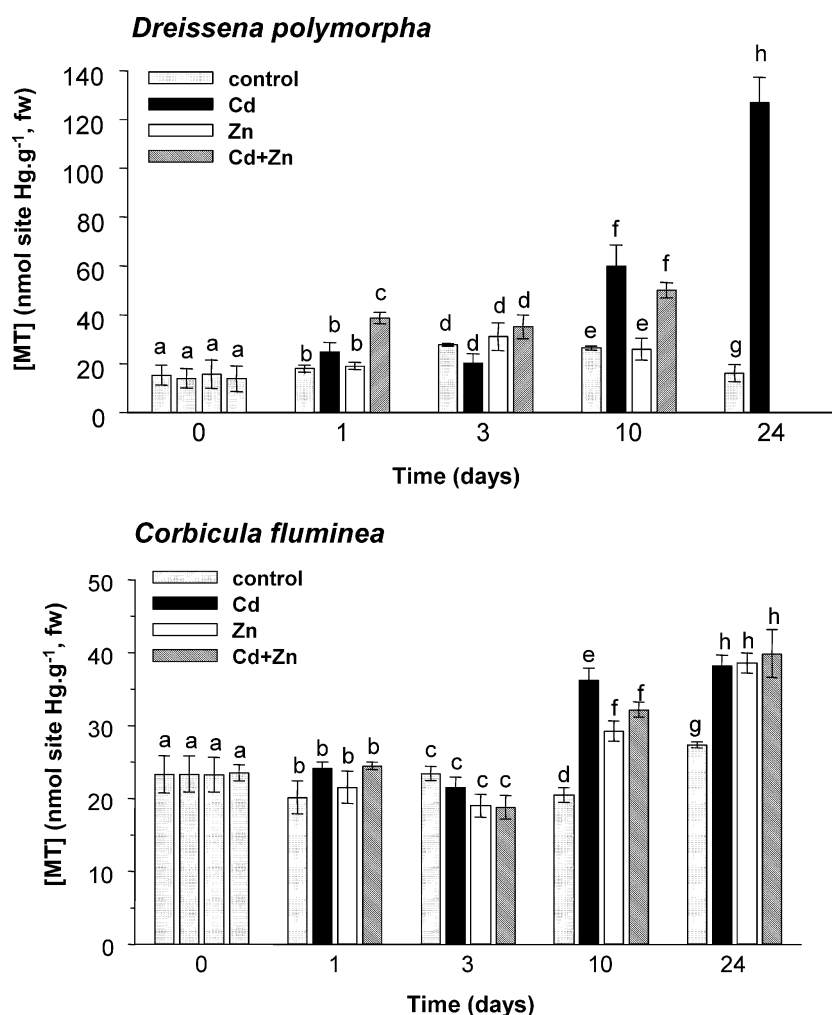 Dreissena polymorpha
[MT] (nmol site Hg.g⁻¹, fw)
140
120
100
80
60
40
20
0
control
Cd
Zn
Cd+Zn
a a a a
b b b c
d d d d
e f e f
g h
0 1 3 10 24
Time (days)
Corbicula fluminea
[MT] (nmol site Hg.g⁻¹, fw)
50
40
30
20
10
0
control
Cd
Zn
Cd+Zn
a a a a
b b b b
c c c c
d e f f
g h h h
0 1 3 10 24
Time (days)